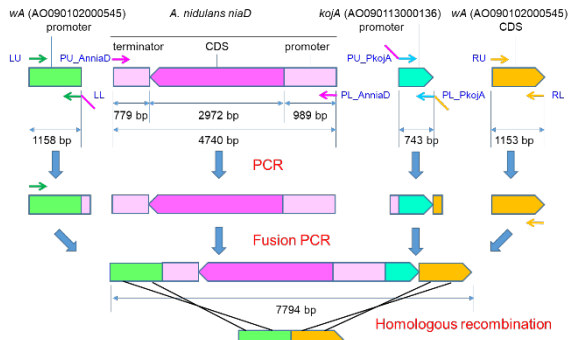 wA (AO090102000545) A. nidulans niaD kojA (AO090113000136) wA (AO090102000545)
promoter promoter CDS
LU PU_AnniaD terminator CDS promoter PU_PkojA RU
LL PL_AnniaD PL_PkojA RL
779 bp 2972 bp 989 bp
1158 bp 4740 bp 743 bp 1153 bp
PCR
Fusion PCR
7794 bp
Homologous recombination